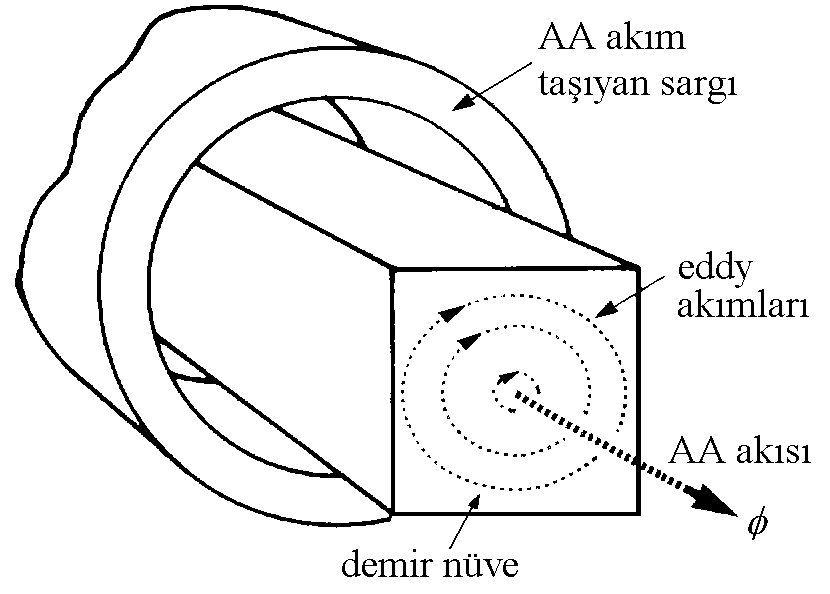 AA akım
taşıyan sargı
eddy
akımları
AA akısı
ϕ
demir nüve